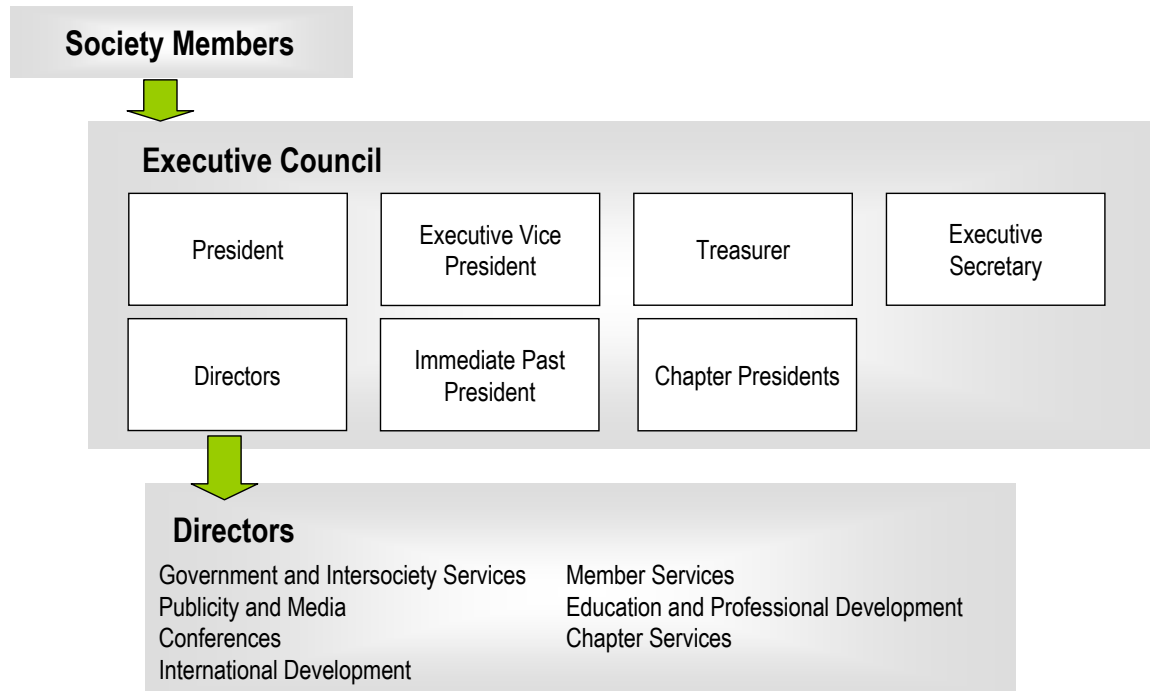 Society Members
Executive Council
President
Executive Vice
President
Treasurer
Executive
Secretary
Directors
Immediate Past
President
Chapter Presidents
Directors
Government and Intersociety Services
Publicity and Media
Conferences
International Development
Member Services
Education and Professional Development
Chapter Services